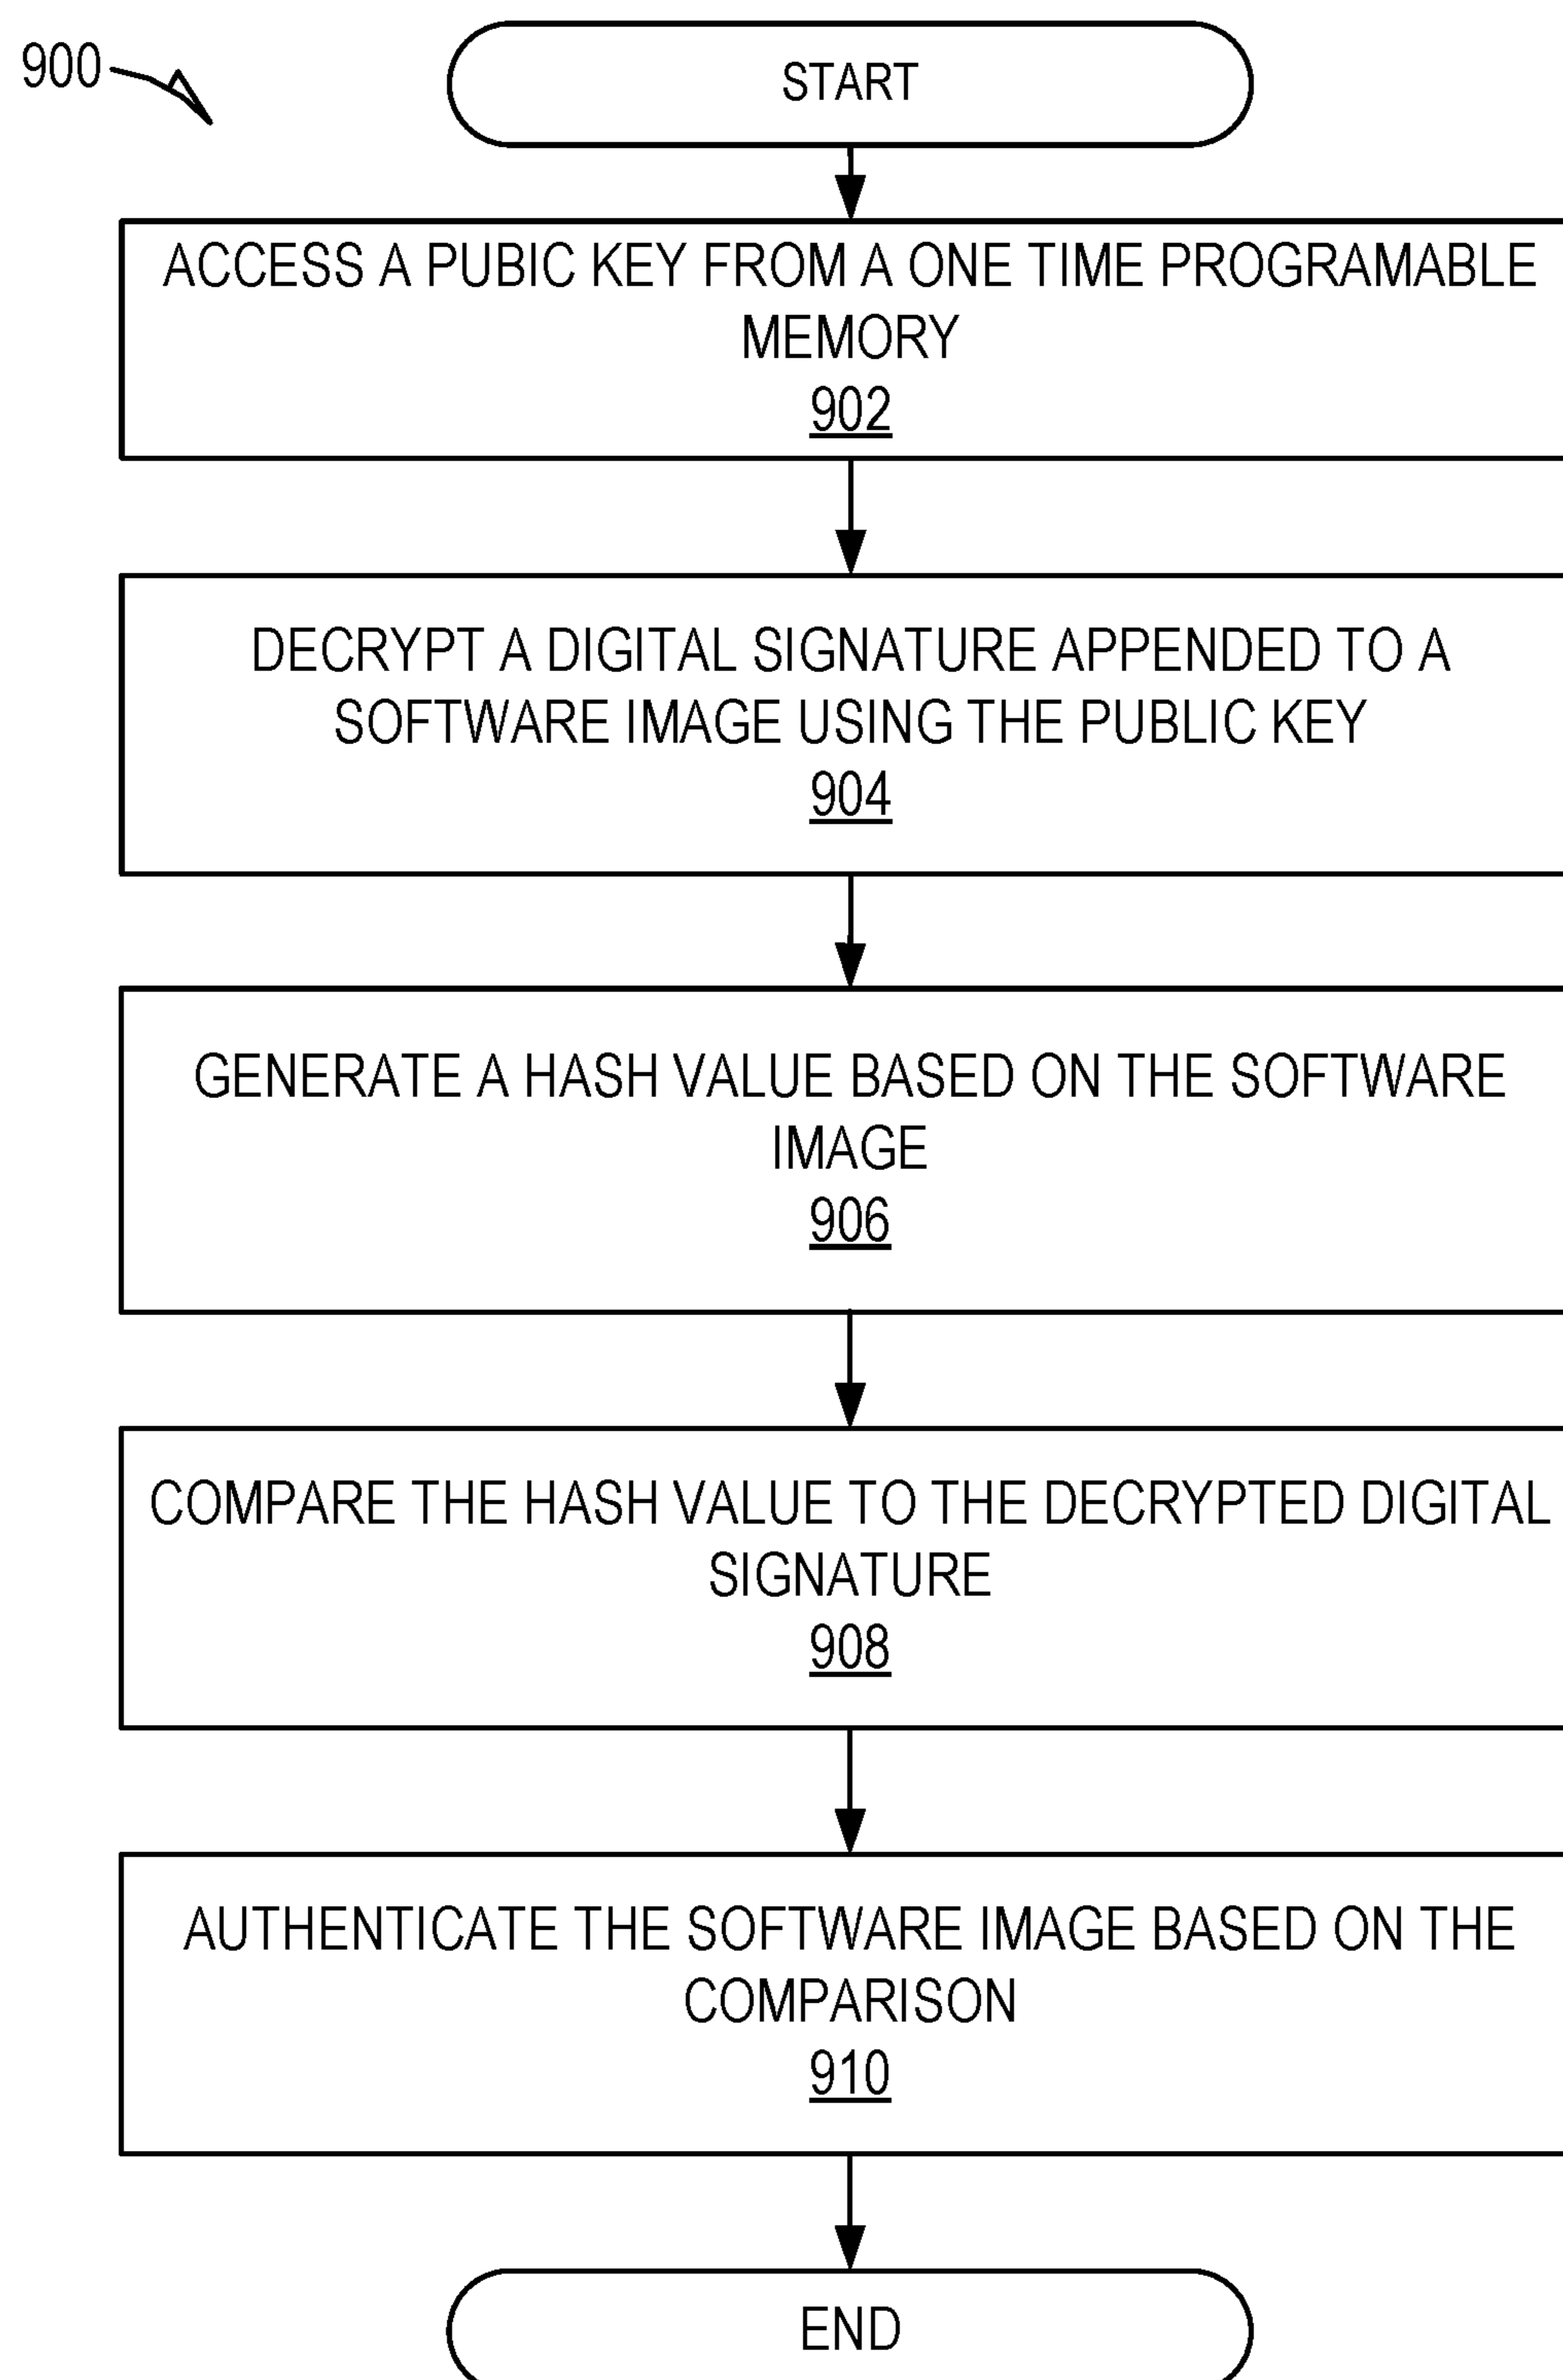 900
START
ACCESS A PUBIC KEY FROM A ONE TIME PROGRAMABLE
MEMORY
902
DECRYPT A DIGITAL SIGNATURE APPENDED TO A
SOFTWARE IMAGE USING THE PUBLIC KEY
904
GENERATE A HASH VALUE BASED ON THE SOFTWARE
IMAGE
906
COMPARE THE HASH VALUE TO THE DECRYPTED DIGITAL
SIGNATURE
908
AUTHENTICATE THE SOFTWARE IMAGE BASED ON THE
COMPARISON
910
END